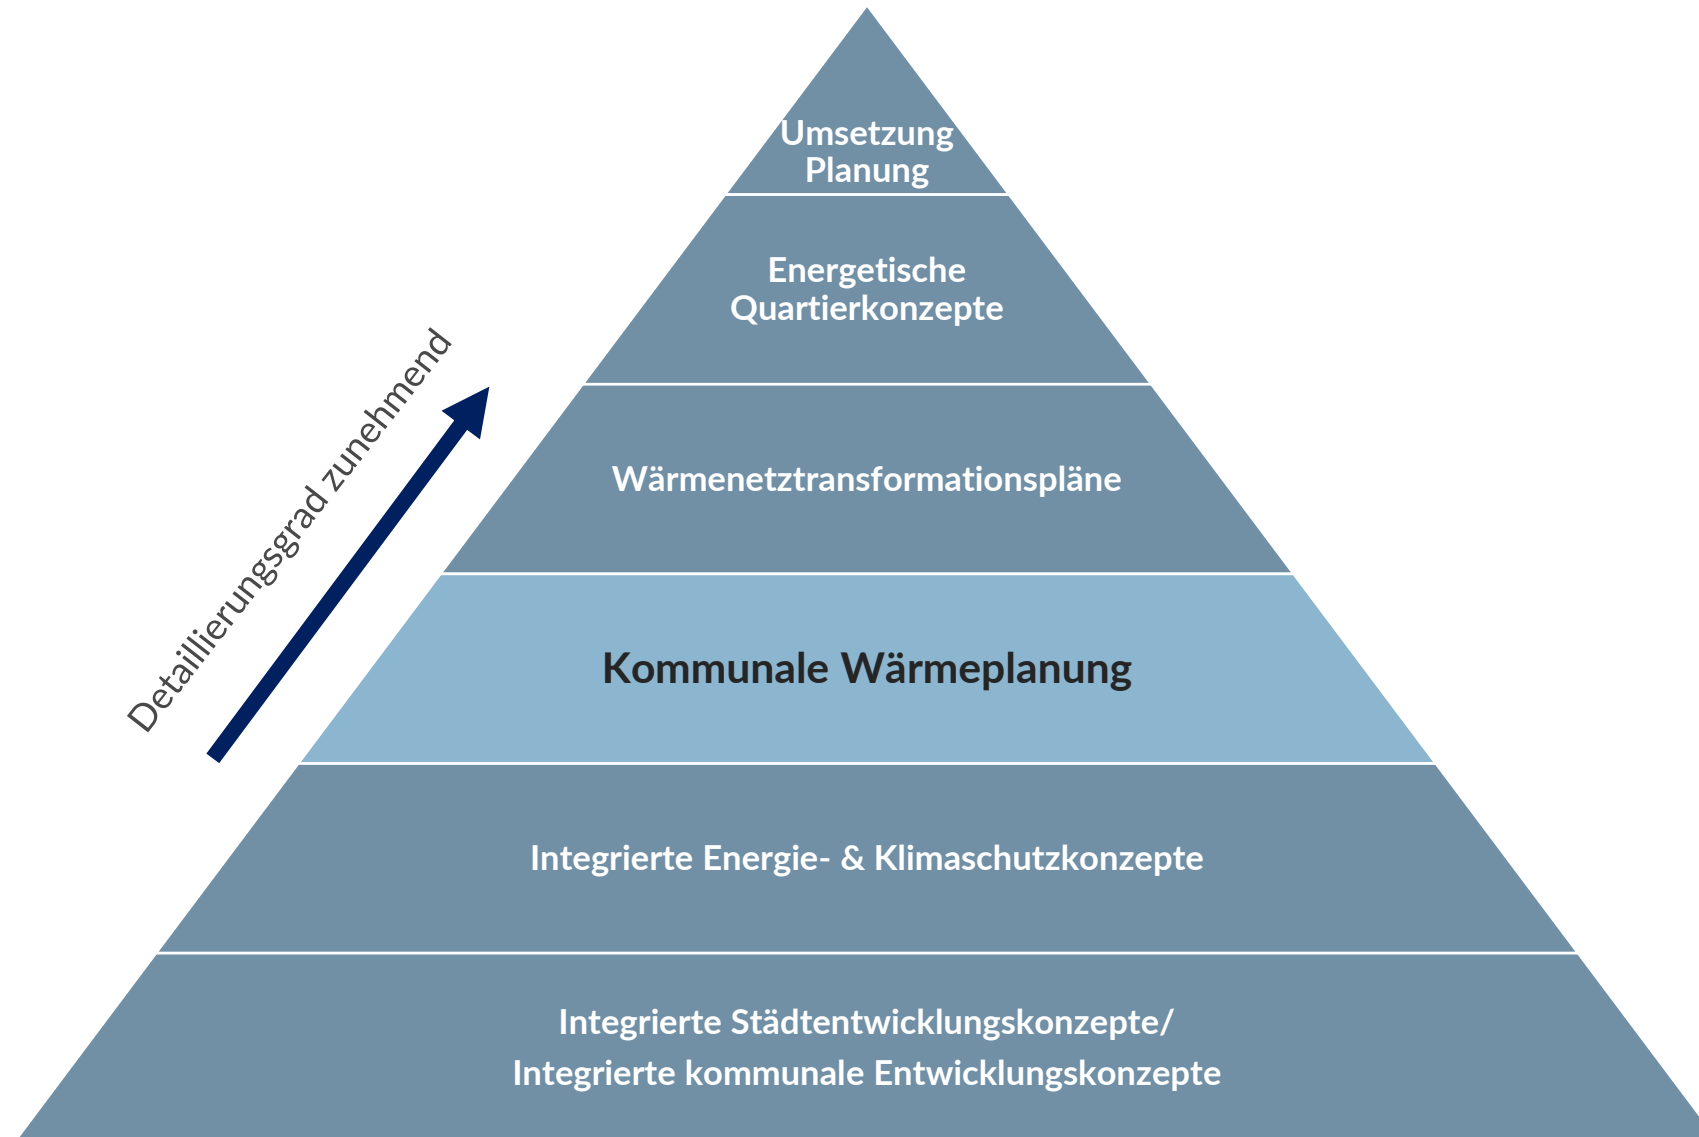 Umsetzung
Planung
Energetische
Quartierkonzepte
Detaillierungsgrad zunehmend
Wärmenetztransformationspläne
Kommunale Wärmeplanung
Integrierte Energie- & Klimaschutzkonzepte
Integrierte Städtentwicklungskonzepte/
Integrierte kommunale Entwicklungskonzepte